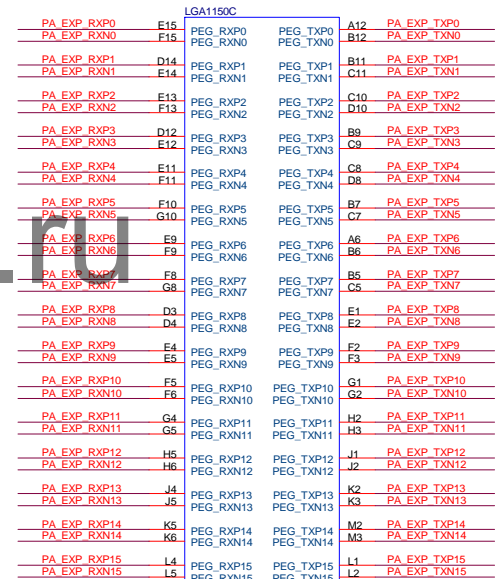 LGA1150C
PA_EXP_RXP0 E15 PEG_RXP0 PEG_TXP0 A12 PA_EXP_TXP0
PA_EXP_RXN0 F15 PEG_RXN0 PEG_TXN0 B12 PA_EXP_TXN0
PA_EXP_RXP1 D14 PEG_RXP1 PEG_TXP1 B11 PA_EXP_TXP1
PA_EXP_RXN1 E14 PEG_RXN1 PEG_TXN1 C11 PA_EXP_TXN1
PA_EXP_RXP2 E13 PEG_RXP2 PEG_TXP2 C10 PA_EXP_TXP2
PA_EXP_RXN2 F13 PEG_RXN2 PEG_TXN2 D10 PA_EXP_TXN2
PA_EXP_RXP3 D12 PEG_RXP3 PEG_TXP3 B9 PA_EXP_TXP3
PA_EXP_RXN3 E12 PEG_RXN3 PEG_TXN3 C9 PA_EXP_TXN3
PA_EXP_RXP4 E11 PEG_RXP4 PEG_TXP4 C8 PA_EXP_TXP4
PA_EXP_RXN4 F11 PEG_RXN4 PEG_TXN4 D8 PA_EXP_TXN4
PA_EXP_RXP5 F10 PEG_RXP5 PEG_TXP5 B7 PA_EXP_TXP5
PA_EXP_RXN5 G10 PEG_RXN5 PEG_TXN5 C7 PA_EXP_TXN5
PA_EXP_RXP6 E9 PEG_RXP6 PEG_TXP6 A6 PA_EXP_TXP6
PA_EXP_RXN6 F9 PEG_RXN6 PEG_TXN6 B6 PA_EXP_TXN6
.ru
PA_EXP_RXP7 F8 PEG_RXP7 PEG_TXP7 B5 PA_EXP_TXP7
PA_EXP_RXN7 G8 PEG_RXN7 PEG_TXN7 C5 PA_EXP_TXN7
PA_EXP_RXP8 D3 PEG_RXP8 PEG_TXP8 E1 PA_EXP_TXP8
PA_EXP_RXN8 D4 PEG_RXN8 PEG_TXN8 E2 PA_EXP_TXN8
PA_EXP_RXP9 E4 PEG_RXP9 PEG_TXP9 F2 PA_EXP_TXP9
PA_EXP_RXN9 E5 PEG_RXN9 PEG_TXN9 F3 PA_EXP_TXN9
PA_EXP_RXP10 F5 PEG_RXP10 PEG_TXP10 G1 PA_EXP_TXP10
PA_EXP_RXN10 F6 PEG_RXN10 PEG_TXN10 G2 PA_EXP_TXN10
PA_EXP_RXP11 G4 PEG_RXP11 PEG_TXP11 H2 PA_EXP_TXP11
PA_EXP_RXN11 G5 PEG_RXN11 PEG_TXN11 H3 PA_EXP_TXN11
PA_EXP_RXP12 H5 PEG_RXP12 PEG_TXP12 J1 PA_EXP_TXP12
PA_EXP_RXN12 H6 PEG_RXN12 PEG_TXN12 J2 PA_EXP_TXN12
PA_EXP_RXP13 J4 PEG_RXP13 PEG_TXP13 K2 PA_EXP_TXP13
PA_EXP_RXN13 J5 PEG_RXN13 PEG_TXN13 K3 PA_EXP_TXN13
PA_EXP_RXP14 K5 PEG_RXP14 PEG_TXP14 M2 PA_EXP_TXP14
PA_EXP_RXN14 K6 PEG_RXN14 PEG_TXN14 M3 PA_EXP_TXN14
PA_EXP_RXP15 L4 PEG_RXP15 PEG_TXP15 L1 PA_EXP_TXP15
PA_EXP_RXN15 L5 PEG_RXN15 PEG_TXN15 L2 PA_EXP_TXN15